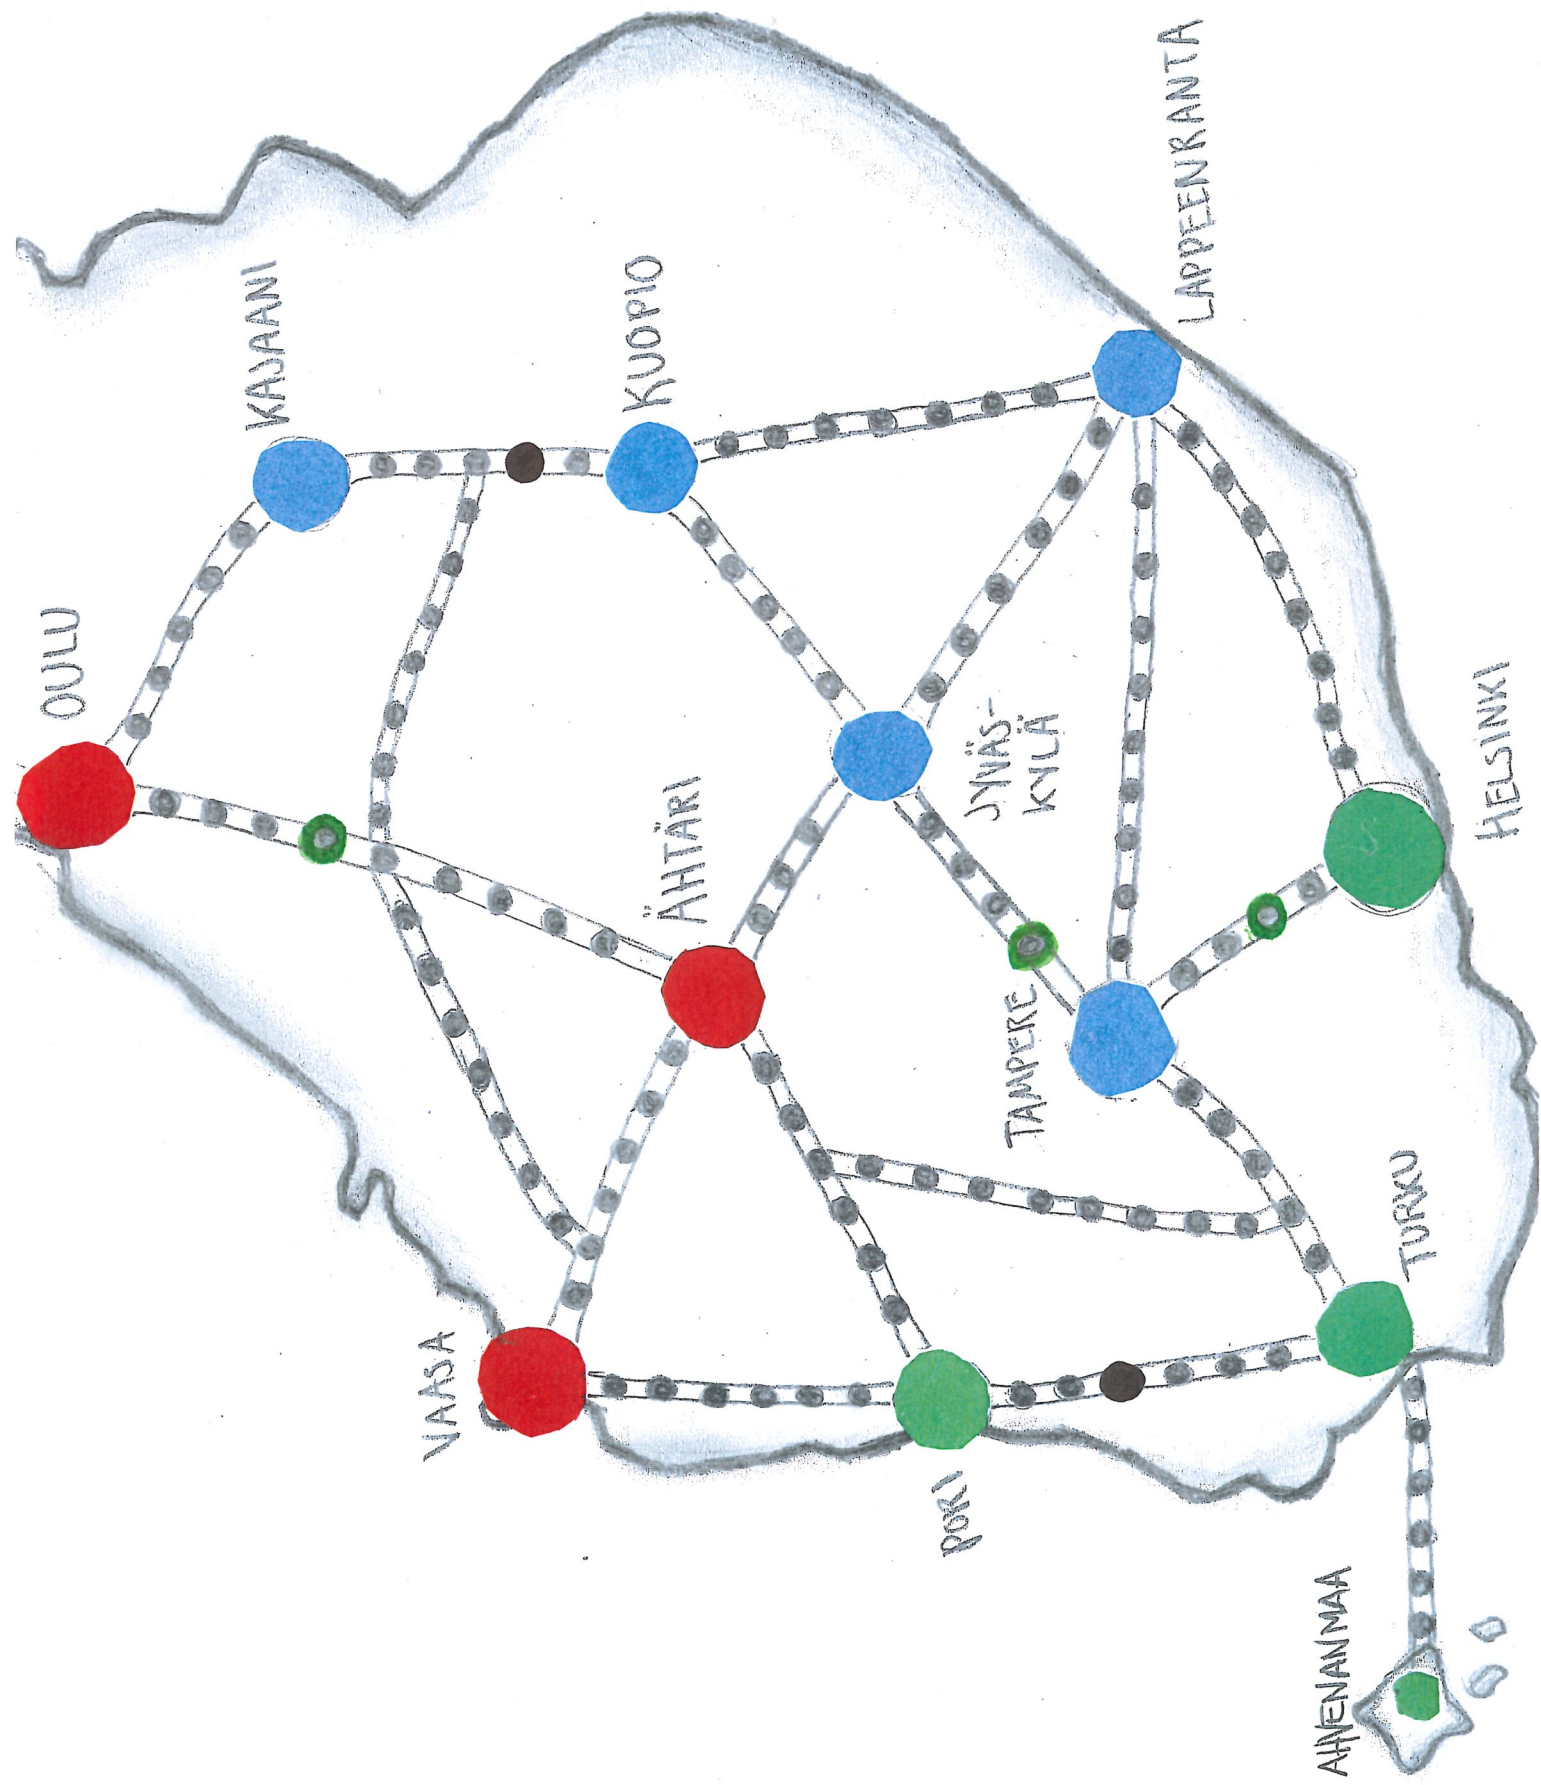 OULU
KAJAANI
KUOPIO
LAPPEENRANTA
ÄHTÄRI
JYVÄS-
KYLÄ
HELSINKI
TAMPERE
VAASA
PORI
TURKU
AHVENANMAA